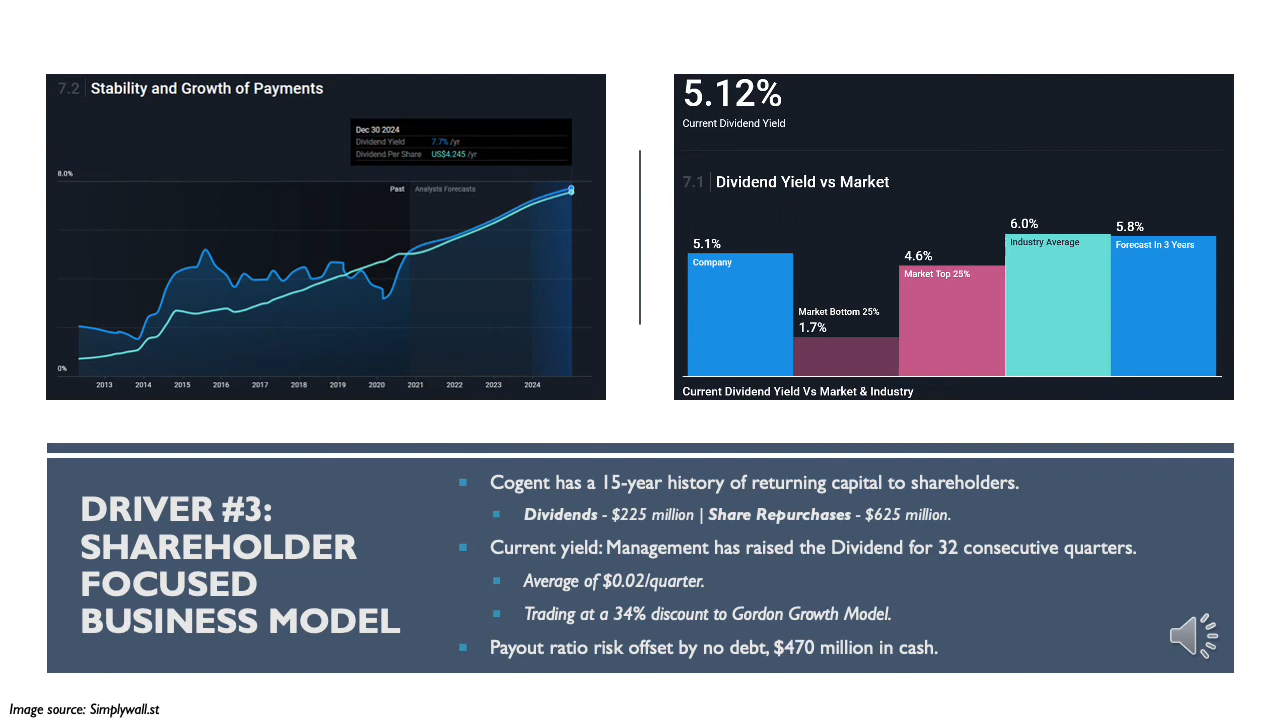 7.2 Stability and Growth of Payments
Dec 30 2024
Dividend Yield 7.7% /yr
Dividend Per Share US$4.245 /yr
8.0%
Past Analysts Forecasts
0%
2013 2014 2015 2016 2017 2018 2019 2020 2021 2022 2023 2024
5.12%
Current Dividend Yield
7.1 Dividend Yield vs Market
5.1%
Company
Market Bottom 25%
1.7%
4.6%
Market Top 25%
6.0%
Industry Average
5.8%
Forecast In 3 Years
Current Dividend Yield Vs Market & Industry
DRIVER #3:
SHAREHOLDER
FOCUSED
BUSINESS MODEL
Cogent has a 15-year history of returning capital to shareholders.
Dividends - $225 million | Share Repurchases - $625 million.
Current yield: Management has raised the Dividend for 32 consecutive quarters.
Average of $0.02/quarter.
Trading at a 34% discount to Gordon Growth Model.
Payout ratio risk offset by no debt, $470 million in cash.
Image source: Simplywall.st